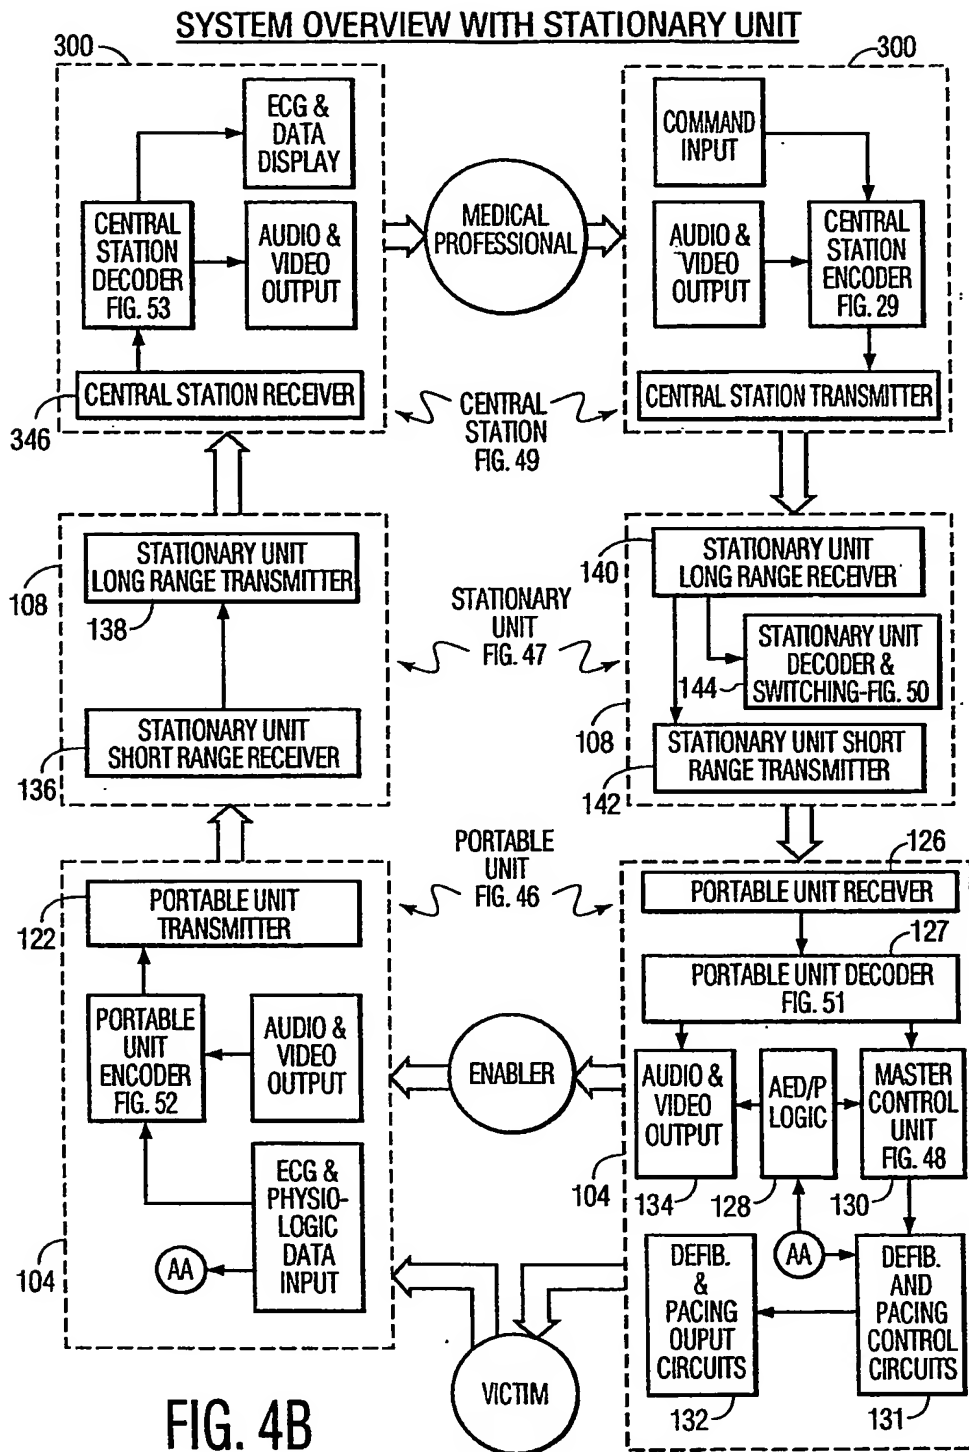 SYSTEM OVERVIEW WITH STATIONARY UNIT
300
300
ECG &
DATA
DISPLAY
CENTRAL
STATION
DECODER
FIG. 53
AUDIO &
VIDEO
OUTPUT
CENTRAL STATION RECEIVER
346
MEDICAL
PROFESSIONAL
COMMAND
INPUT
AUDIO &
VIDEO
OUTPUT
CENTRAL
STATION
ENCODER
FIG. 29
CENTRAL STATION TRANSMITTER
CENTRAL
STATION
FIG. 49
STATIONARY UNIT
LONG RANGE TRANSMITTER
108
138
STATIONARY UNIT
SHORT RANGE RECEIVER
136
STATIONARY
UNIT
FIG. 47
140
STATIONARY UNIT
LONG RANGE RECEIVER
STATIONARY UNIT
DECODER &
SWITCHING-FIG. 50
144
108
STATIONARY UNIT SHORT
RANGE TRANSMITTER
142
PORTABLE
UNIT
FIG. 46
PORTABLE UNIT
TRANSMITTER
122
PORTABLE
UNIT
ENCODER
FIG. 52
AUDIO &
VIDEO
OUTPUT
ECG &
PHYSIO-
LOGIC
DATA
INPUT
AA
104
ENABLER
VICTIM
126
PORTABLE UNIT RECEIVER
127
PORTABLE UNIT DECODER
FIG. 51
AUDIO &
VIDEO
OUTPUT
AED/P
LOGIC
MASTER
CONTROL
UNIT
FIG. 48
104
134
128
130
AA
DEFIB.
&
PACING
OUPUT
CIRCUITS
DEFIB.
AND
PACING
CONTROL
CIRCUITS
132
131
FIG. 4B